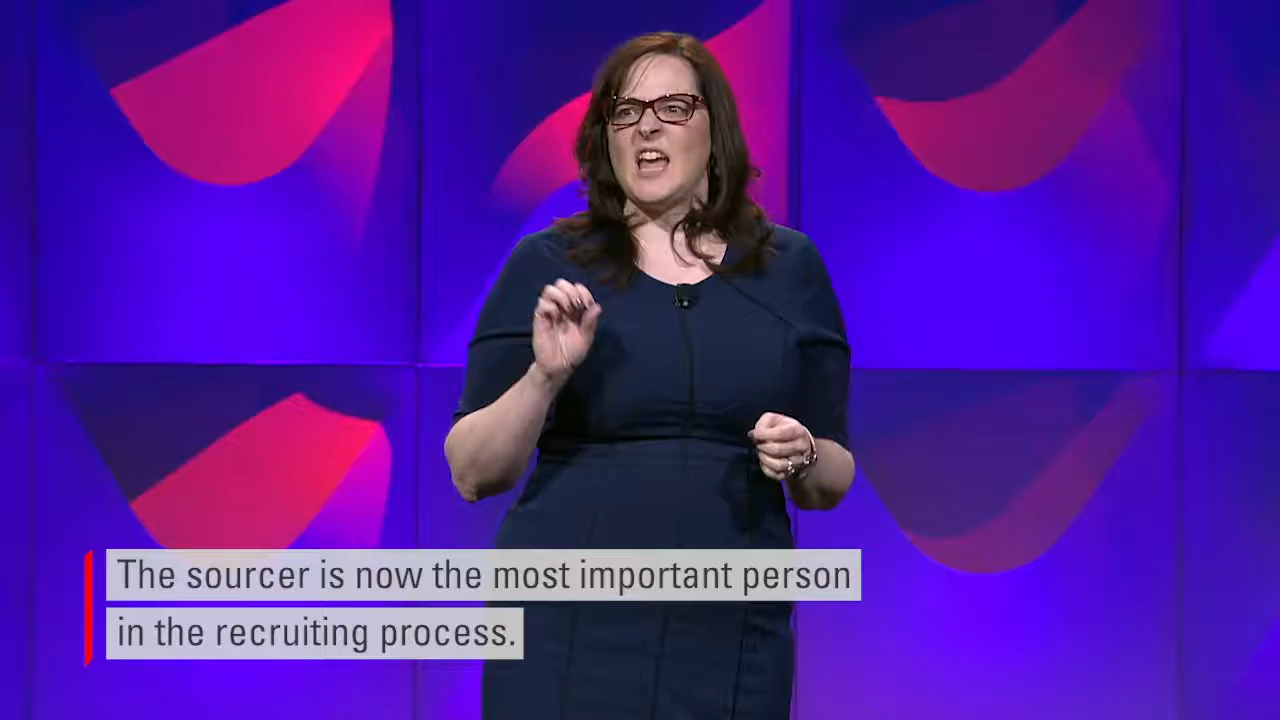 The sourcer is now the most important person
in the recruiting process.